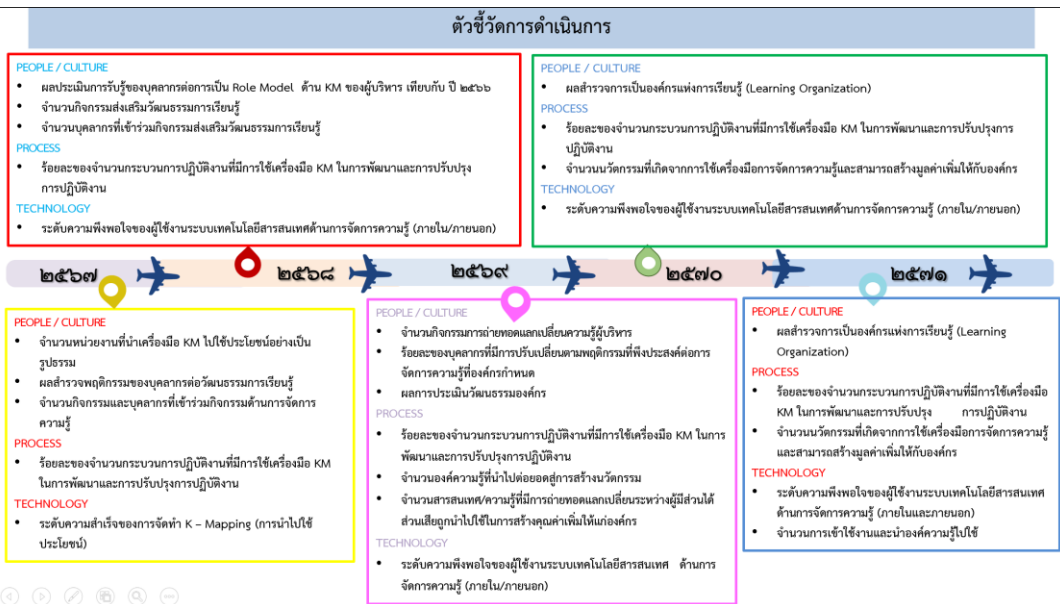 ตัวชี้วัดการดำเนินการ
PEOPLE / CULTURE
• ผลประเมินการรับรู้ของบุคลากรต่อการเป็น Role Model ด้าน KM ของผู้บริหาร เทียบกับ ปี ๒๕๖๖
• จำนวนกิจกรรมส่งเสริมวัฒนธรรมการเรียนรู้
• จำนวนบุคลากรที่เข้าร่วมกิจกรรมส่งเสริมวัฒนธรรมการเรียนรู้
PROCESS
• ร้อยละของจำนวนกระบวนการปฏิบัติงานที่มีการใช้เครื่องมือ KM ในการพัฒนาและการปรับปรุง
การปฏิบัติงาน
TECHNOLOGY
• ระดับความพึงพอใจของผู้ใช้งานระบบเทคโนโลยีสารสนเทศด้านการจัดการความรู้ (ภายใน/ภายนอก)
PEOPLE / CULTURE
• ผลสำรวจการเป็นองค์กรแห่งการเรียนรู้ (Learning Organization)
PROCESS
• ร้อยละของจำนวนกระบวนการปฏิบัติงานที่มีการใช้เครื่องมือ KM ในการพัฒนาและการปรับปรุงการ
ปฏิบัติงาน
• จำนวนนวัตกรรมที่เกิดจากการใช้เครื่องมือการจัดการความรู้และสามารถสร้างมูลค่าเพิ่มให้กับองค์กร
TECHNOLOGY
• ระดับความพึงพอใจของผู้ใช้งานระบบเทคโนโลยีสารสนเทศด้านการจัดการความรู้ (ภายใน/ภายนอก)
๒๕๖๗
๒๕๖๘
๒๕๖๙
๒๕๗๐
๒๕๗๑
PEOPLE / CULTURE
• จำนวนหน่วยงานที่นำเครื่องมือ KM ไปใช้ประโยชน์อย่างเป็น
รูปธรรม
• ผลสำรวจพฤติกรรมของบุคลากรต่อวัฒนธรรมการเรียนรู้
• จำนวนกิจกรรมและบุคลากรที่เข้าร่วมกิจกรรมด้านการจัดการ
ความรู้
PROCESS
• ร้อยละของจำนวนกระบวนการปฏิบัติงานที่มีการใช้เครื่องมือ KM
ในการพัฒนาและการปรับปรุงการปฏิบัติงาน
TECHNOLOGY
• ระดับความสำเร็จของการจัดทำ K – Mapping (การนำไปใช้
ประโยชน์)
PEOPLE / CULTURE
• จำนวนกิจกรรมการถ่ายทอดแลกเปลี่ยนความรู้ผู้บริหาร
• ร้อยละของบุคลากรที่มีการปรับเปลี่ยนตามพฤติกรรมที่พึงประสงค์ต่อการ
จัดการความรู้ที่องค์กรกำหนด
• ผลการประเมินวัฒนธรรมองค์กร
PROCESS
• ร้อยละของจำนวนกระบวนการปฏิบัติงานที่มีการใช้เครื่องมือ KM ในการ
พัฒนาและการปรับปรุงการปฏิบัติงาน
• จำนวนองค์ความรู้ที่นำไปต่อยอดสู่การสร้างนวัตกรรม
• จำนวนสารสนเทศ/ความรู้ที่มีการถ่ายทอดแลกเปลี่ยนระหว่างผู้มีส่วนได้
ส่วนเสียถูกนำไปใช้ในการสร้างคุณค่าเพิ่มให้แก่องค์กร
TECHNOLOGY
• ระดับความพึงพอใจของผู้ใช้งานระบบเทคโนโลยีสารสนเทศ ด้านการ
จัดการความรู้ (ภายใน/ภายนอก)
PEOPLE / CULTURE
• ผลสำรวจการเป็นองค์กรแห่งการเรียนรู้ (Learning
Organization)
PROCESS
• ร้อยละของจำนวนกระบวนการปฏิบัติงานที่มีการใช้เครื่องมือ
KM ในการพัฒนาและการปรับปรุง การปฏิบัติงาน
• จำนวนนวัตกรรมที่เกิดจากการใช้เครื่องมือการจัดการความรู้
และสามารถสร้างมูลค่าเพิ่มให้กับองค์กร
TECHNOLOGY
• ระดับความพึงพอใจของผู้ใช้งานระบบเทคโนโลยีสารสนเทศ
ด้านการจัดการความรู้ (ภายในและภายนอก)
• จำนวนการเข้าใช้งานและนำองค์ความรู้ไปใช้